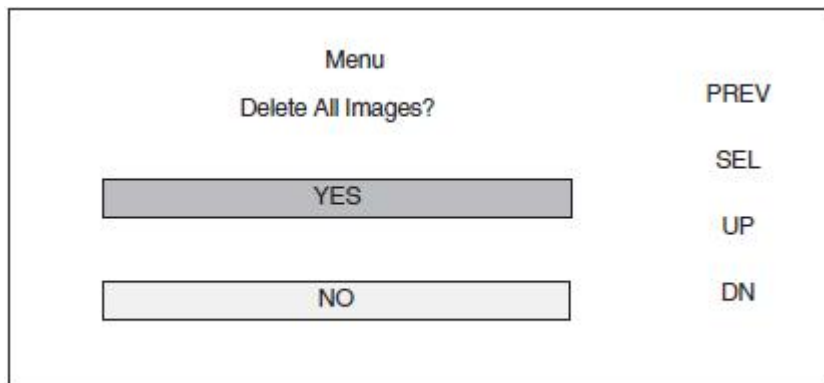 Menu
Delete All Images?
YES
NO
PREV
SEL
UP
DN